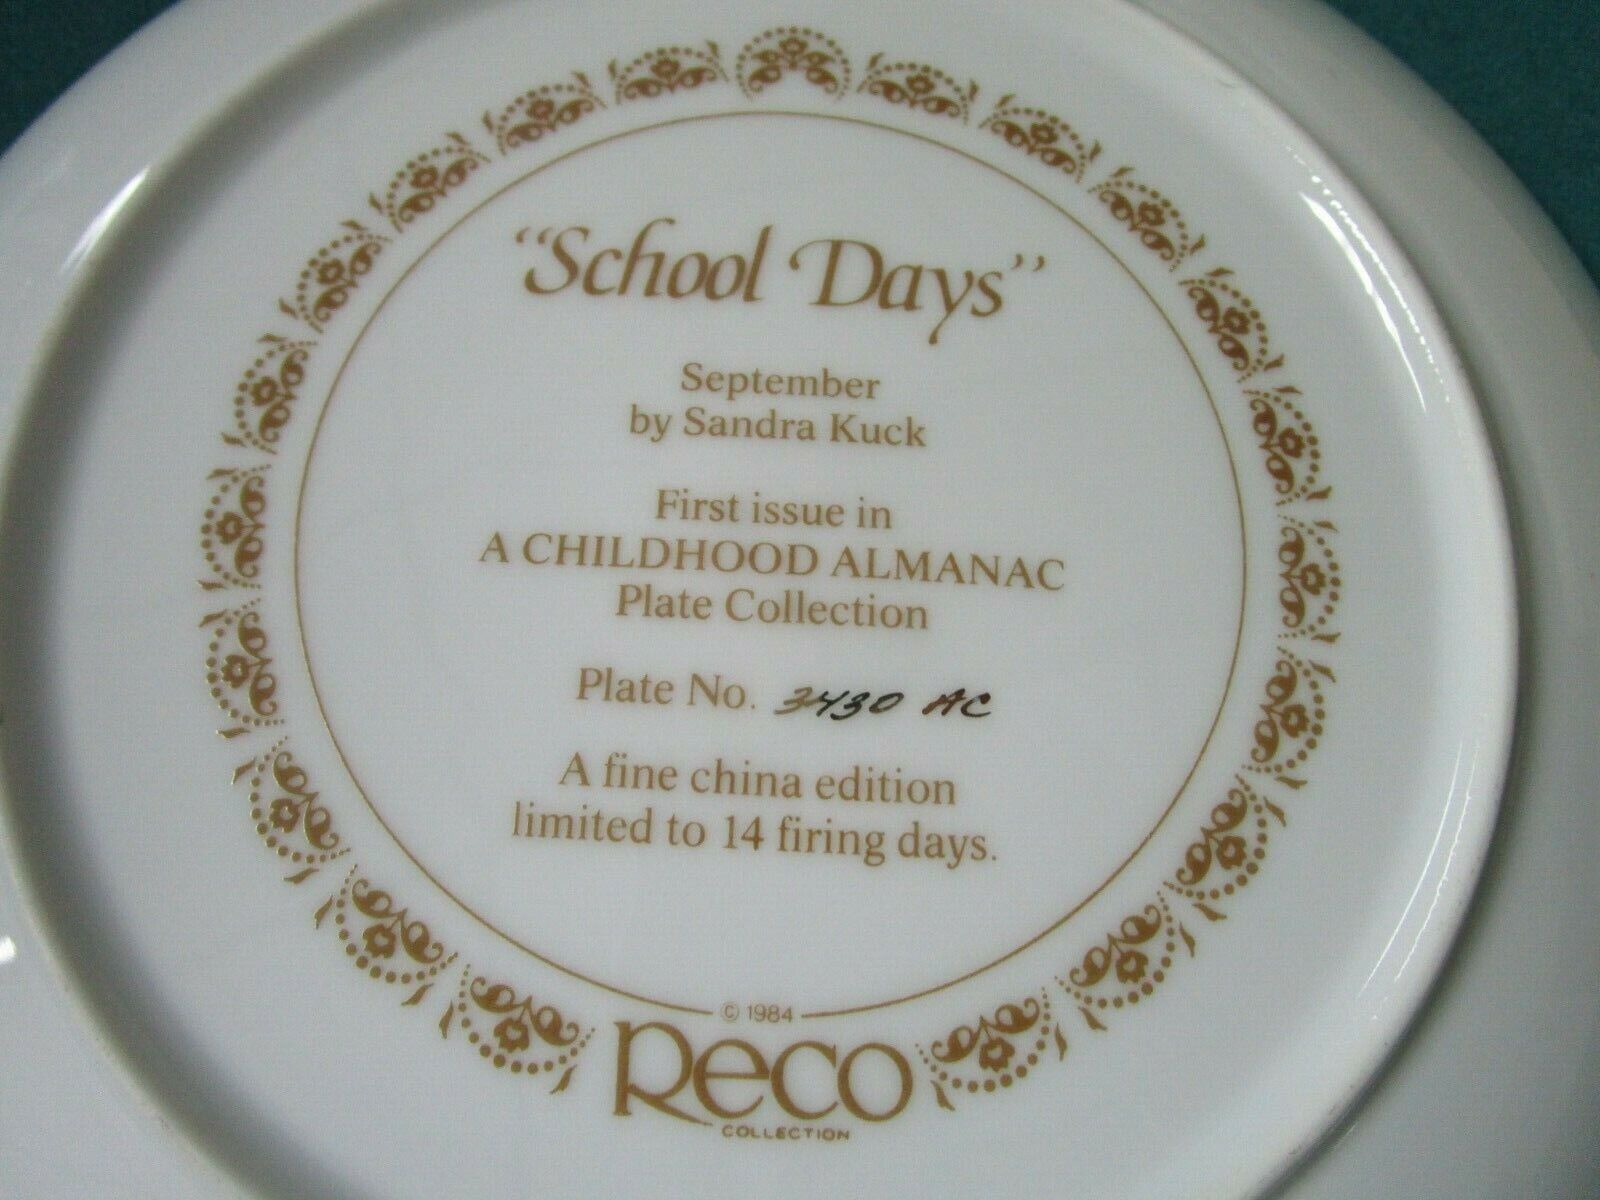 "School Days"
September
by Sandra Kuck
First issue in
A CHILDHOOD ALMANAC
Plate Collection
Plate No. 3430 AC
A fine china edition
limited to 14 firing days.
© 1984
Reco
COLLECTION